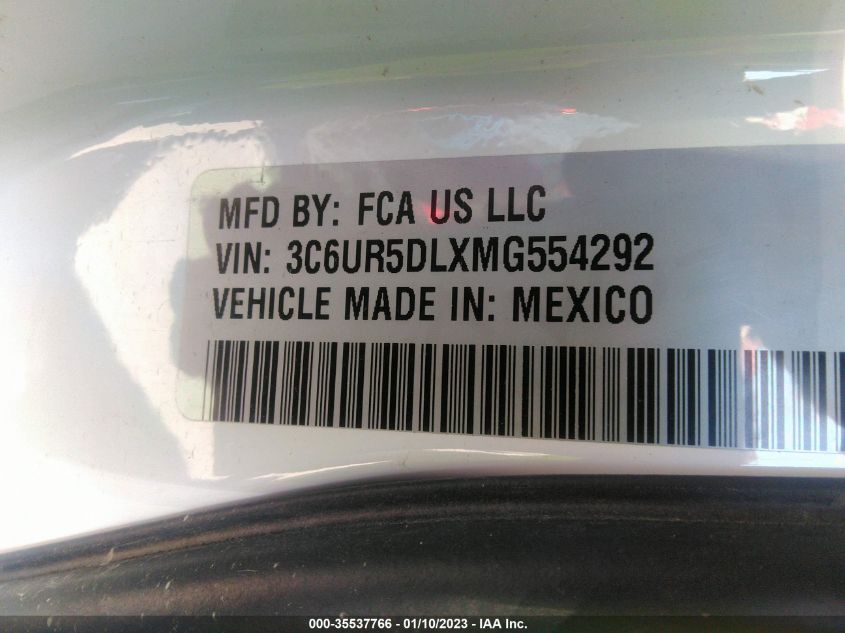 MFD BY: FCA US LLC
VIN: 3C6UR5DLXMG554292
VEHICLE MADE IN: MEXICO
000-35537766 - 01/10/2023 - IAA Inc.